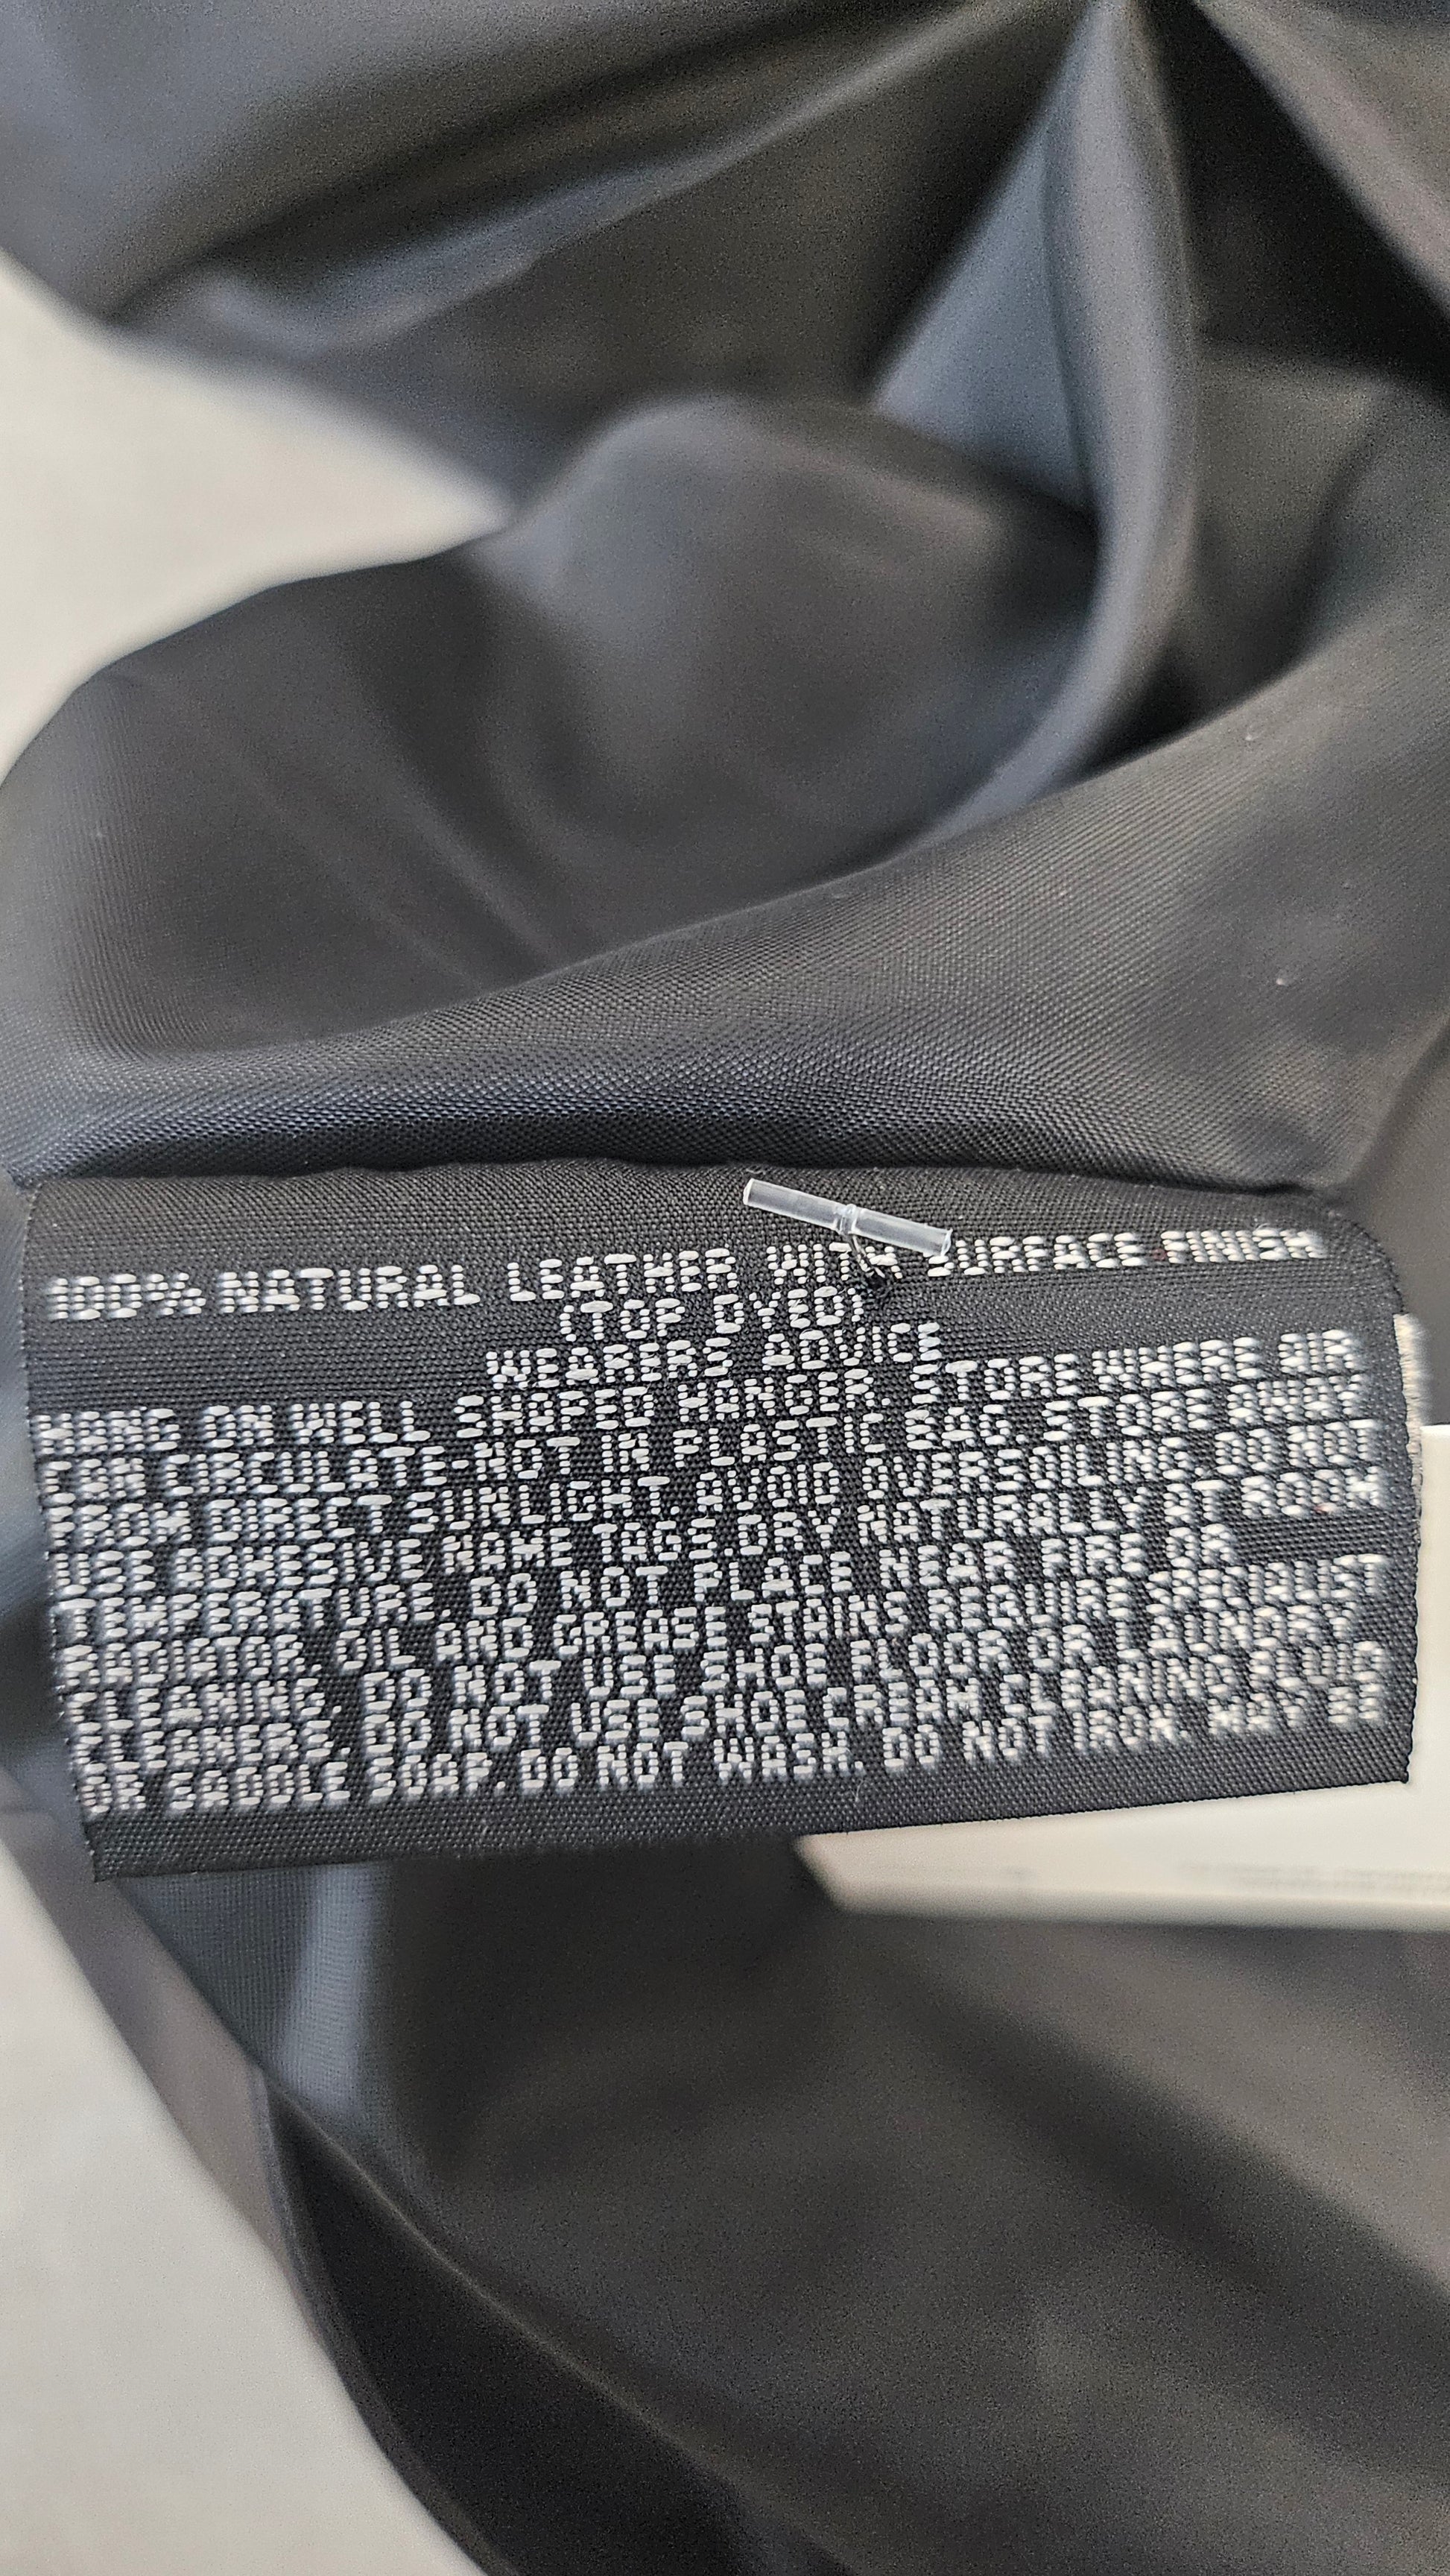 100% NATURAL LEATHER WITH SURFACE FINISH
(TOP DYED)
WEARERS ADVICE
HANG ON WELL SHAPED HANGER. STORE WHERE AIR
CAN CIRCULATE-NOT IN PLASTIC BAG. STORE AWAY
FROM DIRECT SUNLIGHT. AVOID OVERSOILING. DO NOT
USE ADHESIVE NAME TAGS. DRY NATURALLY AT ROOM
TEMPERATURE. DO NOT PLACE NEAR FIRE OR
RADIATOR. OIL AND GREASE STAINS REQUIRE SPECIALIST
CLEANING. DO NOT USE SHOE FLOOR OR LAUNDRY
CLEANERS. DO NOT USE SHOE CREAM CLEANING FLUID
OR SADDLE SOAP. DO NOT WASH. DO NOT IRON. MAY BE